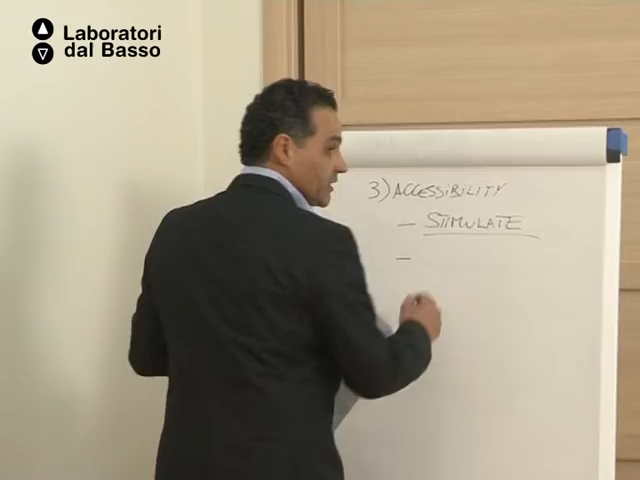 Laboratori
dal Basso
3) ACCESSIBILITY
- STIMULATE
-